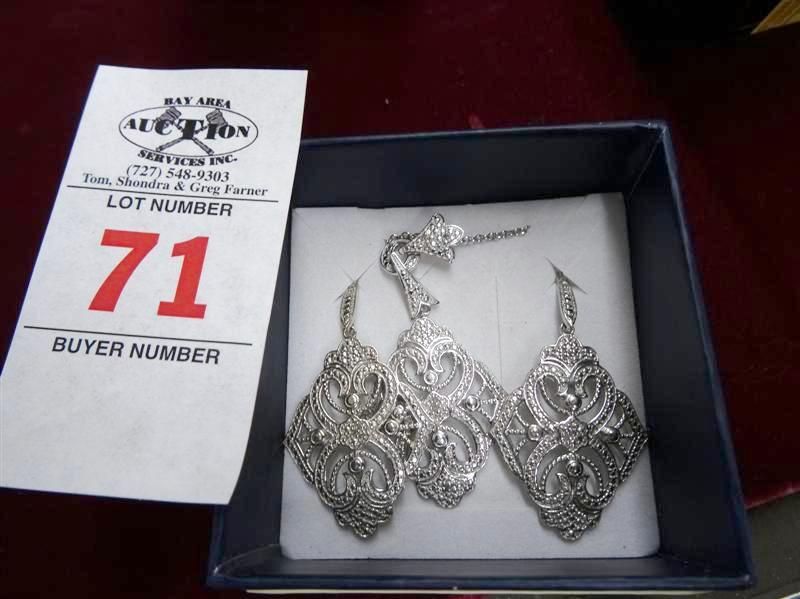 BAY AREA
AUCTION
SERVICES INC.
(727) 548-9303
Tom, Shondra & Greg Farner
LOT NUMBER
71
BUYER NUMBER